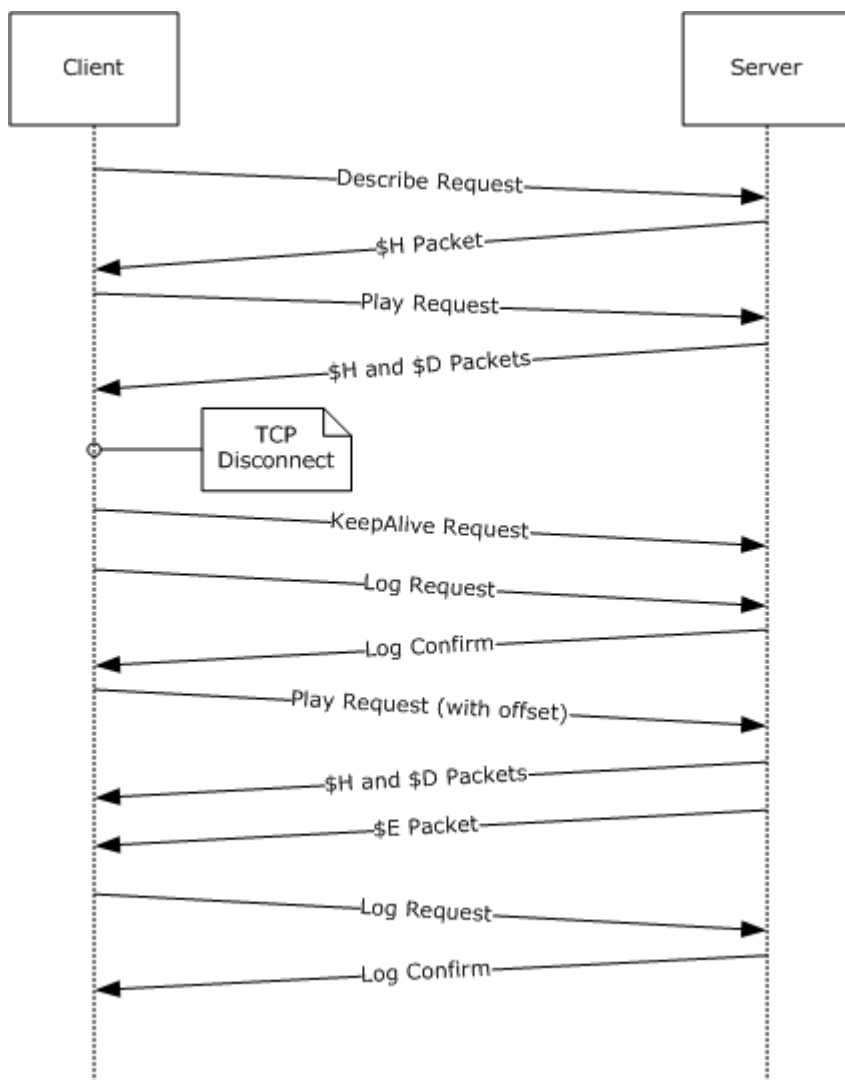 Client
Server
Describe Request
$H Packet
Play Request
$H and $D Packets
TCP
Disconnect
KeepAlive Request
Log Request
Log Confirm
Play Request (with offset)
$H and $D Packets
$E Packet
Log Request
Log Confirm